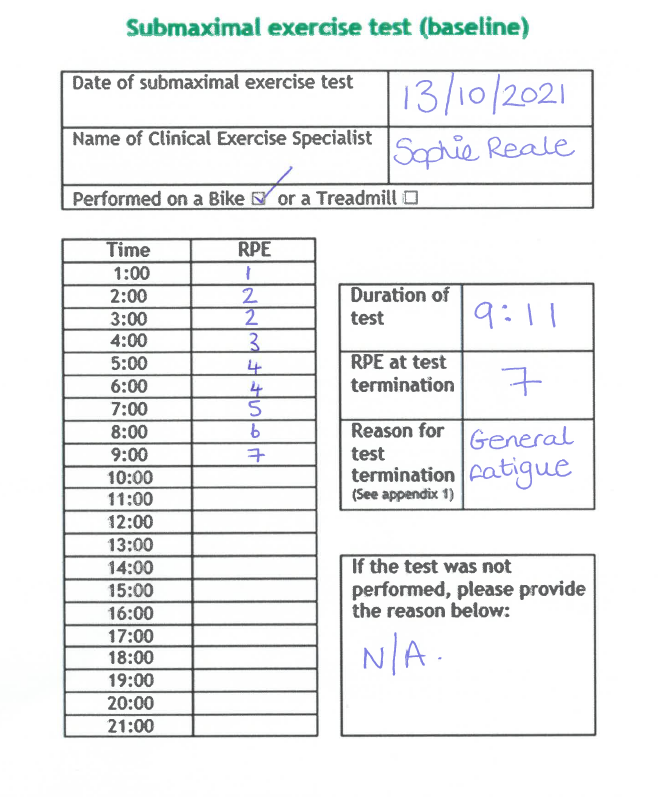 Submaximal exercise test (baseline)
Date of submaximal exercise test 13/10/2021
Name of Clinical Exercise Specialist Sophie Reale
Performed on a Bike ☑ or a Treadmill ☐
Time RPE
1:00 1
2:00 2
3:00 2
4:00 3
5:00 4
6:00 4
7:00 5
8:00 6
9:00 7
10:00
11:00
12:00
13:00
14:00
15:00
16:00
17:00
18:00
19:00
20:00
21:00
Duration of
test
9:11
RPE at test
termination
7
Reason for
test
termination
(See appendix 1)
General
fatigue
If the test was not
performed, please provide
the reason below:
N/A.